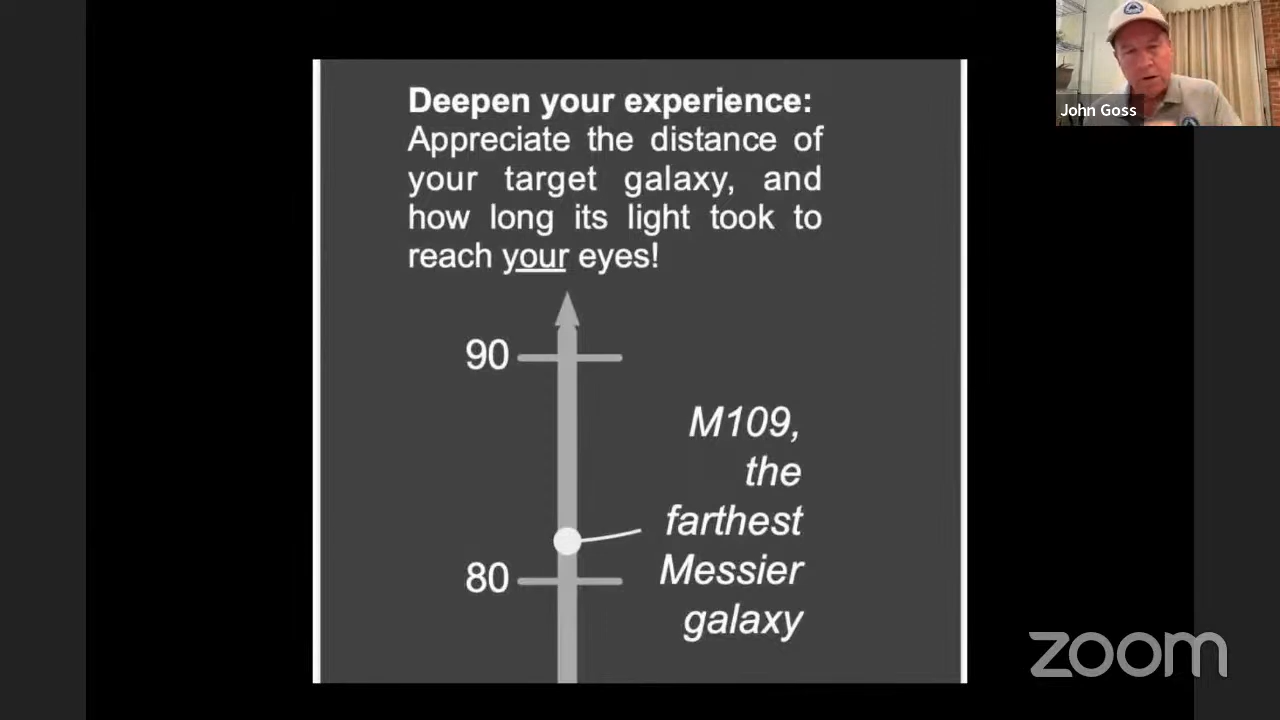 Deepen your experience:
Appreciate the distance of
your target galaxy, and
how long its light took to
reach your eyes!
90
M109,
the
farthest
Messier
galaxy
80
John Goss
zoom